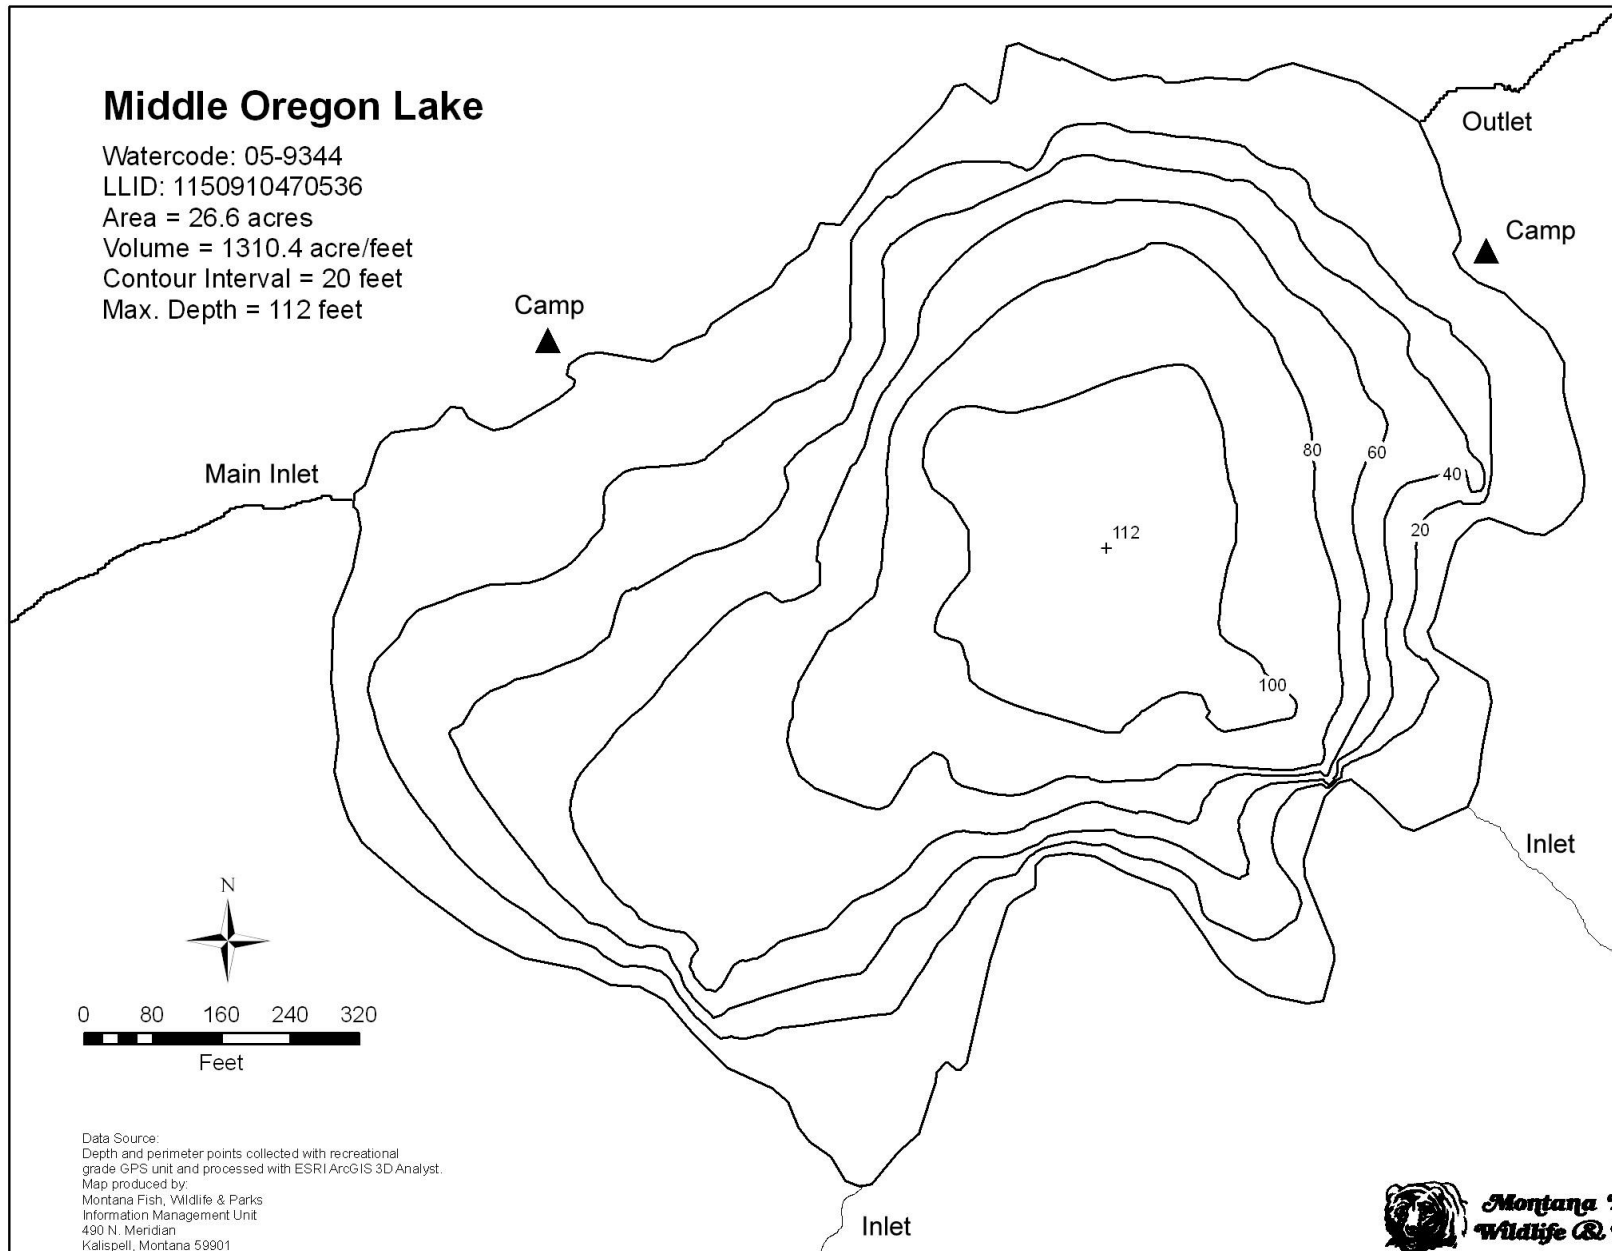 Middle Oregon Lake
Watercode: 05-9344
LLID: 1150910470536
Area = 26.6 acres
Volume = 1310.4 acre/feet
Contour Interval = 20 feet
Max. Depth = 112 feet
Outlet
Camp
Camp
Main Inlet
80
60
40
20
112
100
Inlet
N
0 80 160 240 320
Feet
Data Source:
Depth and perimeter points collected with recreational
grade GPS unit and processed with ESRI ArcGIS 3D Analyst.
Map produced by:
Montana Fish, Wildlife & Parks
Information Management Unit
490 N. Meridian
Kalispell, Montana 59901
Inlet
Montana
Wildlife &